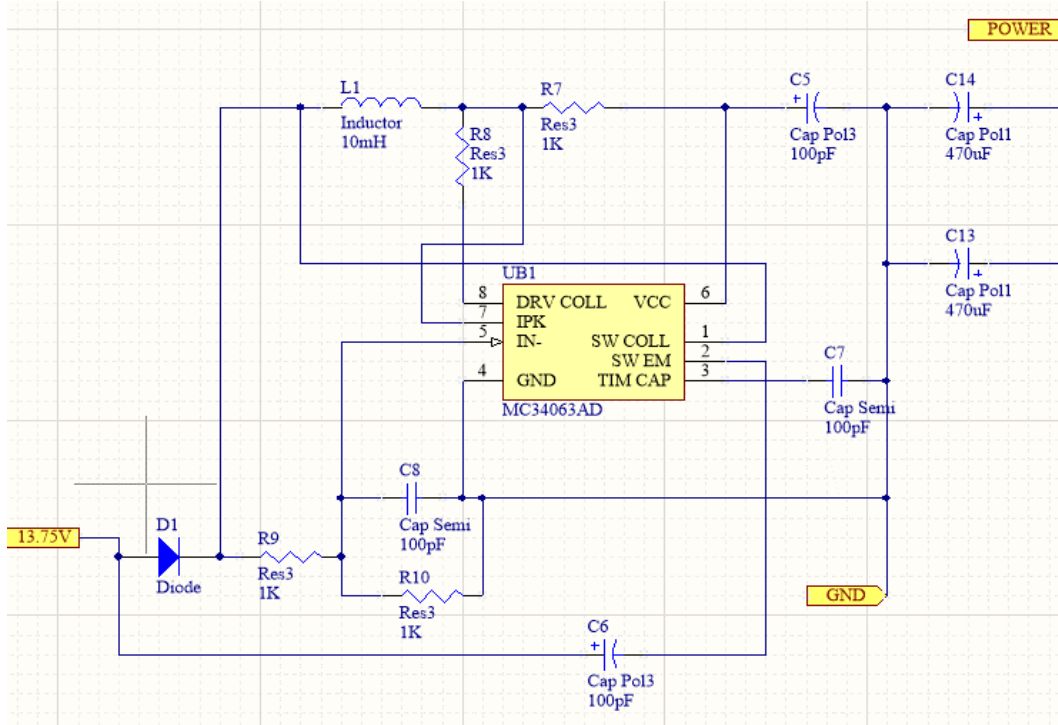 POWER
L1
Inductor
10mH
R8
Res3
1K
R7
Res3
1K
C5
+
Cap Pol3
100pF
C14
+
Cap Pol1
470uF
C13
+
Cap Pol1
470uF
UB1
8 DRV COLL VCC 6
7 IPK
5 IN- SW COLL 1
SW EM 2
4 GND TIM CAP 3
MC34063AD
C7
Cap Semi
100pF
C8
Cap Semi
100pF
13.75V
D1
Diode
R9
Res3
1K
R10
Res3
1K
GND
C6
+
Cap Pol3
100pF